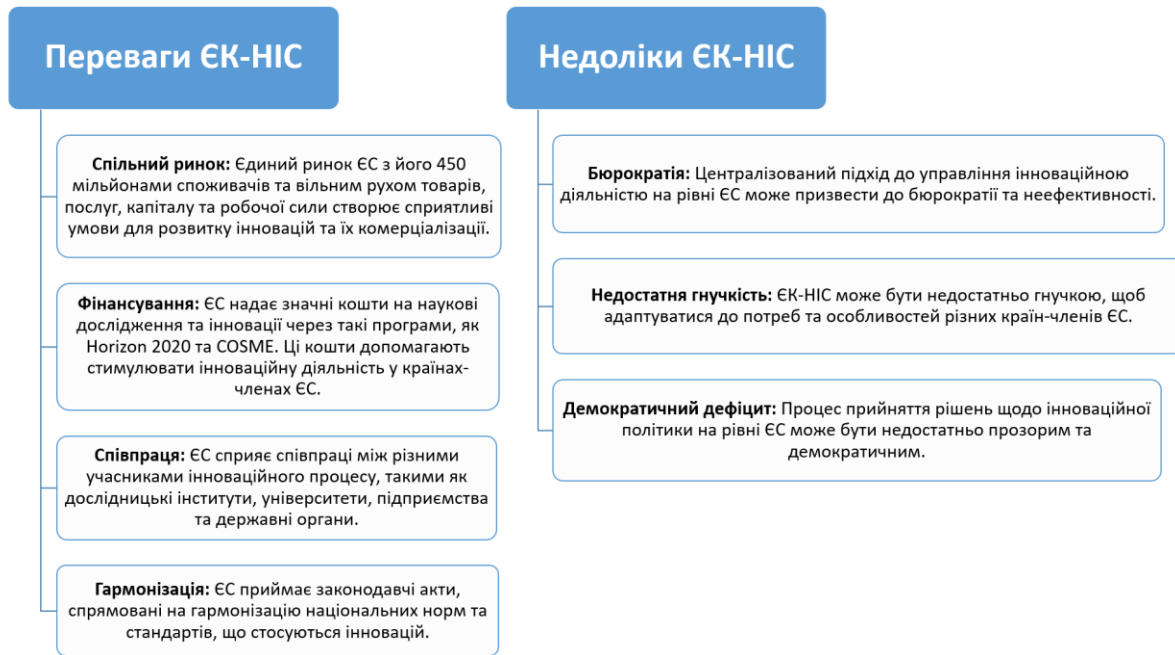 Переваги ЄК-НІС
Спільний ринок: Єдиний ринок ЄС з його 450
мільйонами споживачів та вільним рухом товарів,
послуг, капіталу та робочої сили створює сприятливі
умови для розвитку інновацій та їх комерціалізації.
Фінансування: ЄС надає значні кошти на наукові
дослідження та інновації через такі програми, як
Horizon 2020 та COSME. Ці кошти допомагають
стимулювати інноваційну діяльність у країнах-
членах ЄС.
Співпраця: ЄС сприяє співпраці між різними
учасниками інноваційного процесу, такими як
дослідницькі інститути, університети, підприємства
та державні органи.
Гармонізація: ЄС приймає законодавчі акти,
спрямовані на гармонізацію національних норм та
стандартів, що стосуються інновацій.
Недоліки ЄК-НІС
Бюрократія: Централізований підхід до управління інноваційною
діяльністю на рівні ЄС може призвести до бюрократії та неефективності.
Недостатня гнучкість: ЄК-НІС може бути недостатньо гнучкою, щоб
адаптуватися до потреб та особливостей різних країн-членів ЄС.
Демократичний дефіцит: Процес прийняття рішень щодо інноваційної
політики на рівні ЄС може бути недостатньо прозорим та
демократичним.